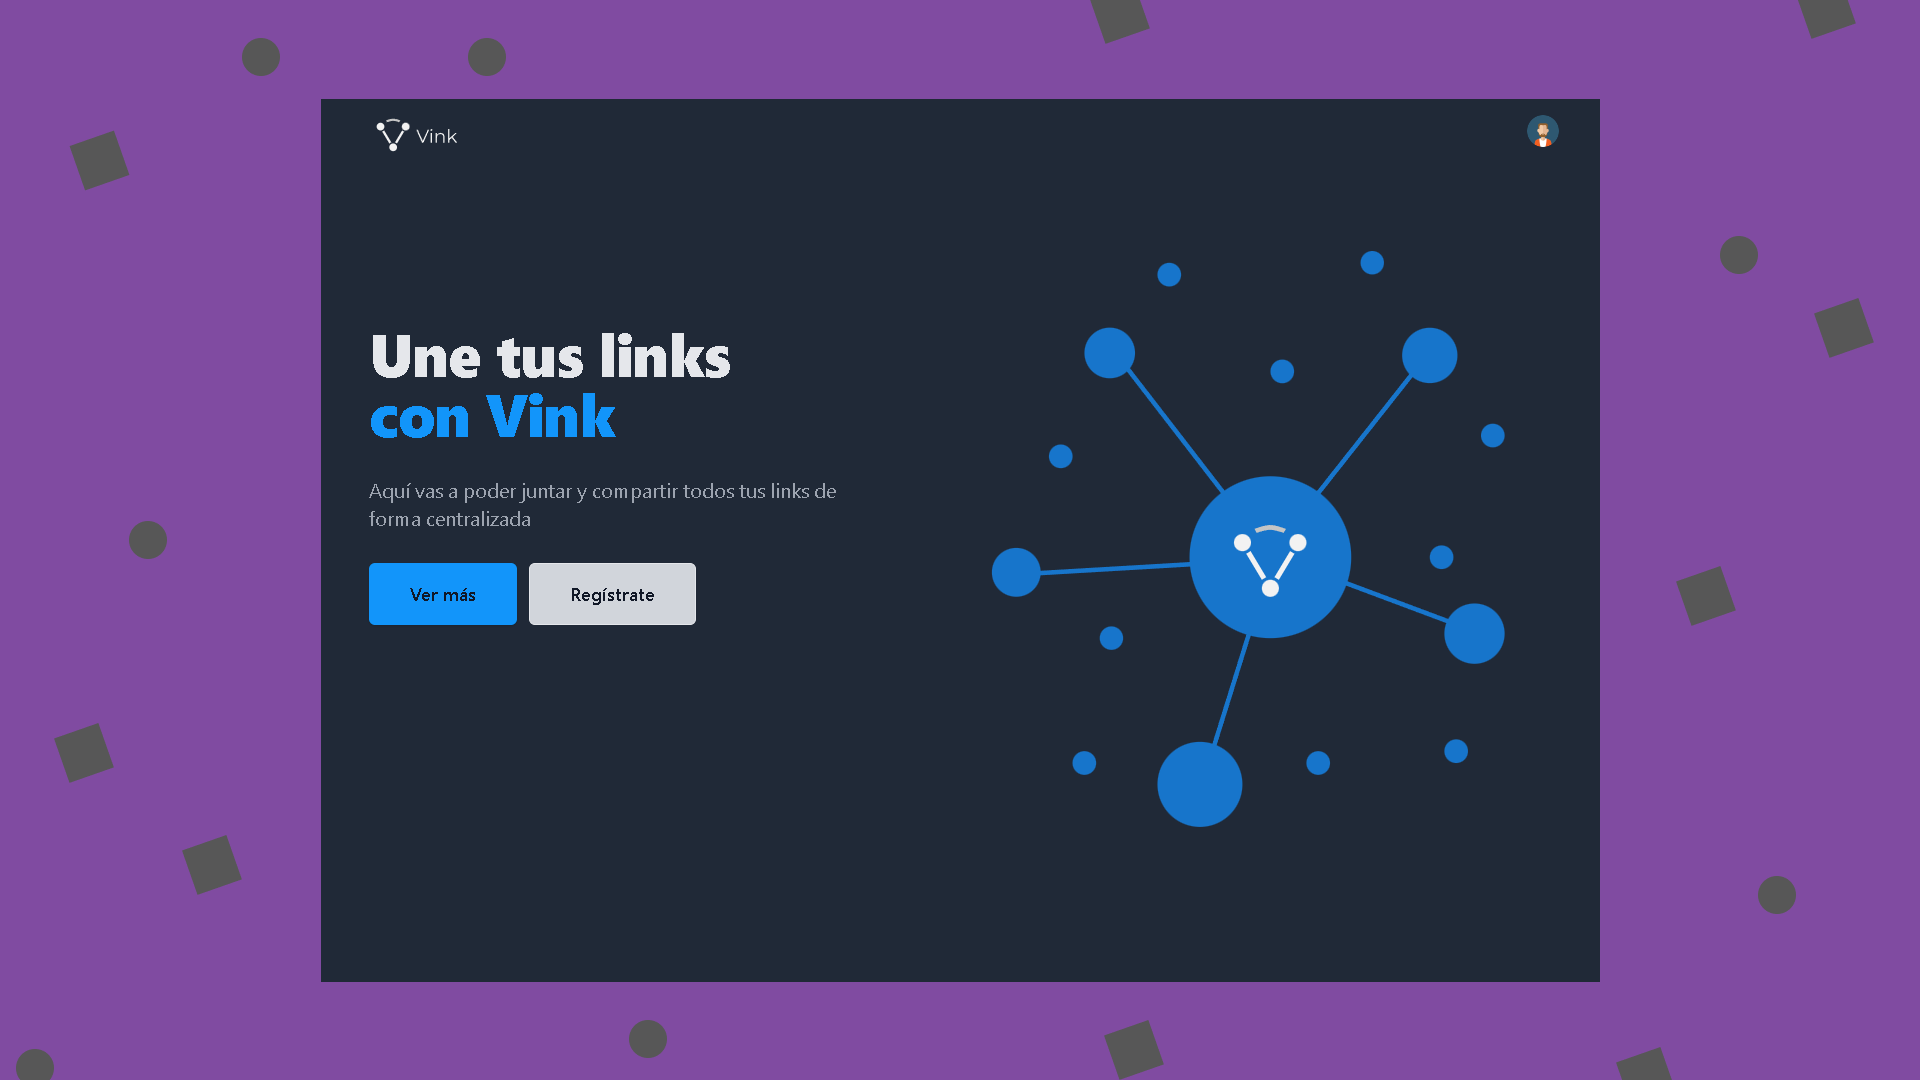 Vink
Une tus links
con Vink
Aquí vas a poder juntar y compartir todos tus links de
forma centralizada
Ver más
Regístrate